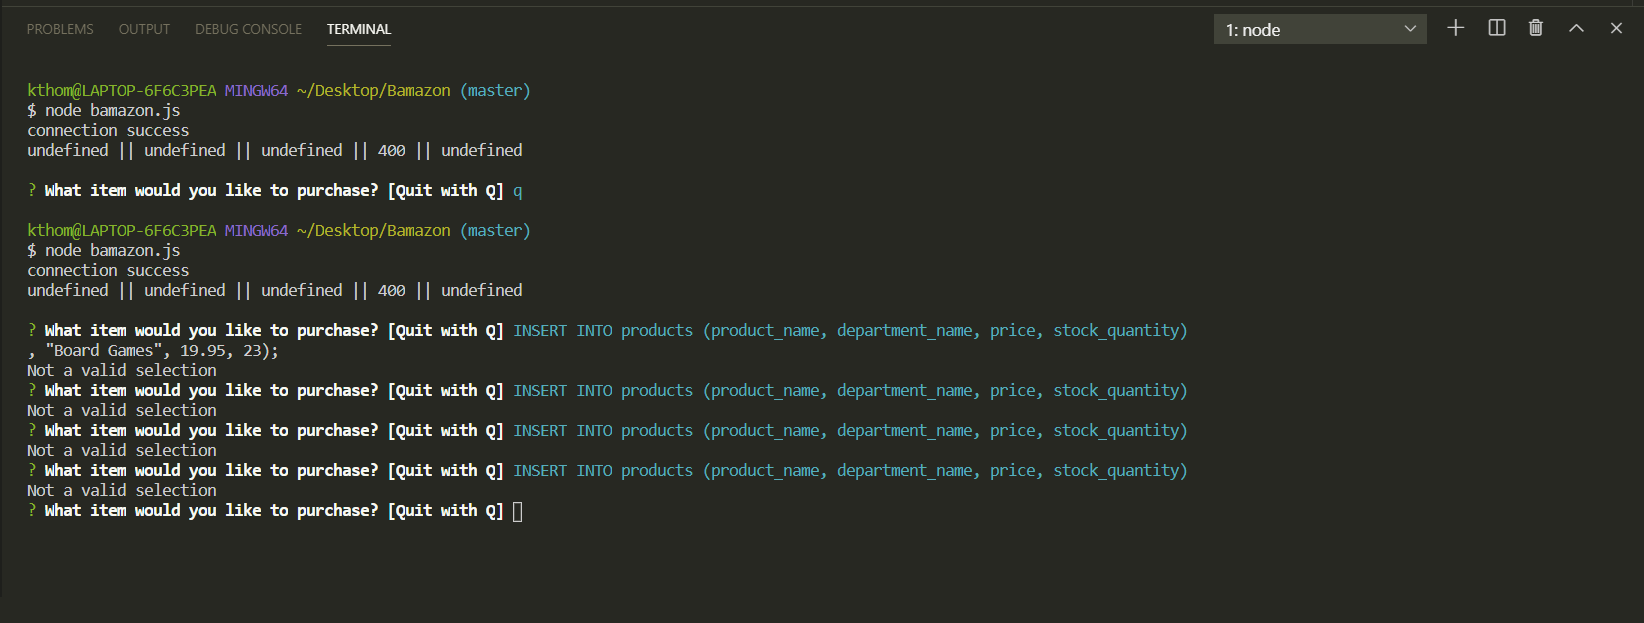 PROBLEMS OUTPUT DEBUG CONSOLE TERMINAL 1: node
kthom@LAPTOP-6F6C3PEA MINGW64 ~/Desktop/Bamazon (master)
$ node bamazon.js
connection success
undefined || undefined || undefined || 400 || undefined
? What item would you like to purchase? [Quit with Q] q
kthom@LAPTOP-6F6C3PEA MINGW64 ~/Desktop/Bamazon (master)
$ node bamazon.js
connection success
undefined || undefined || undefined || 400 || undefined
? What item would you like to purchase? [Quit with Q] INSERT INTO products (product_name, department_name, price, stock_quantity)
, "Board Games", 19.95, 23);
Not a valid selection
? What item would you like to purchase? [Quit with Q] INSERT INTO products (product_name, department_name, price, stock_quantity)
Not a valid selection
? What item would you like to purchase? [Quit with Q] INSERT INTO products (product_name, department_name, price, stock_quantity)
Not a valid selection
? What item would you like to purchase? [Quit with Q] INSERT INTO products (product_name, department_name, price, stock_quantity)
Not a valid selection
? What item would you like to purchase? [Quit with Q]